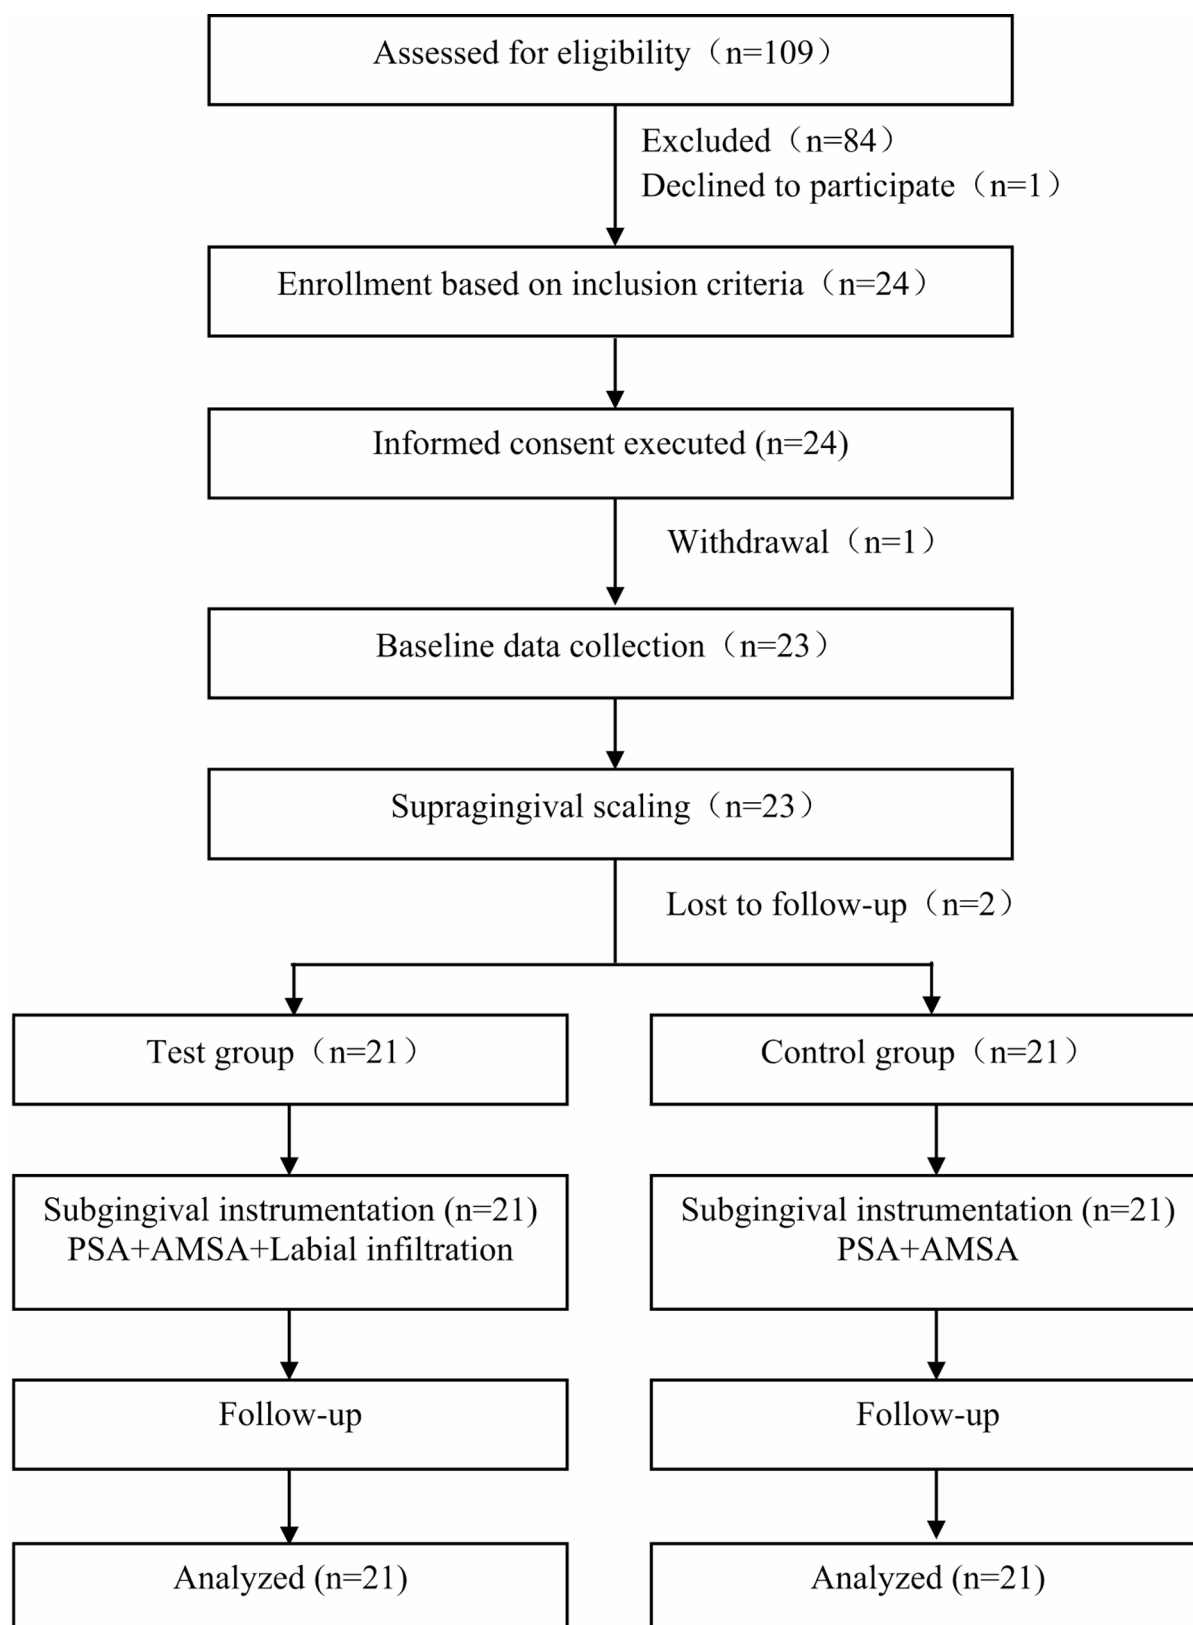 Assessed for eligibility（n=109）
Excluded（n=84）
Declined to participate（n=1）
Enrollment based on inclusion criteria（n=24）
Informed consent executed (n=24)
Withdrawal（n=1）
Baseline data collection（n=23）
Supragingival scaling（n=23）
Lost to follow-up（n=2）
Test group（n=21）
Control group（n=21）
Subgingival instrumentation (n=21)
PSA+AMSA+Labial infiltration
Subgingival instrumentation (n=21)
PSA+AMSA
Follow-up
Follow-up
Analyzed (n=21)
Analyzed (n=21)